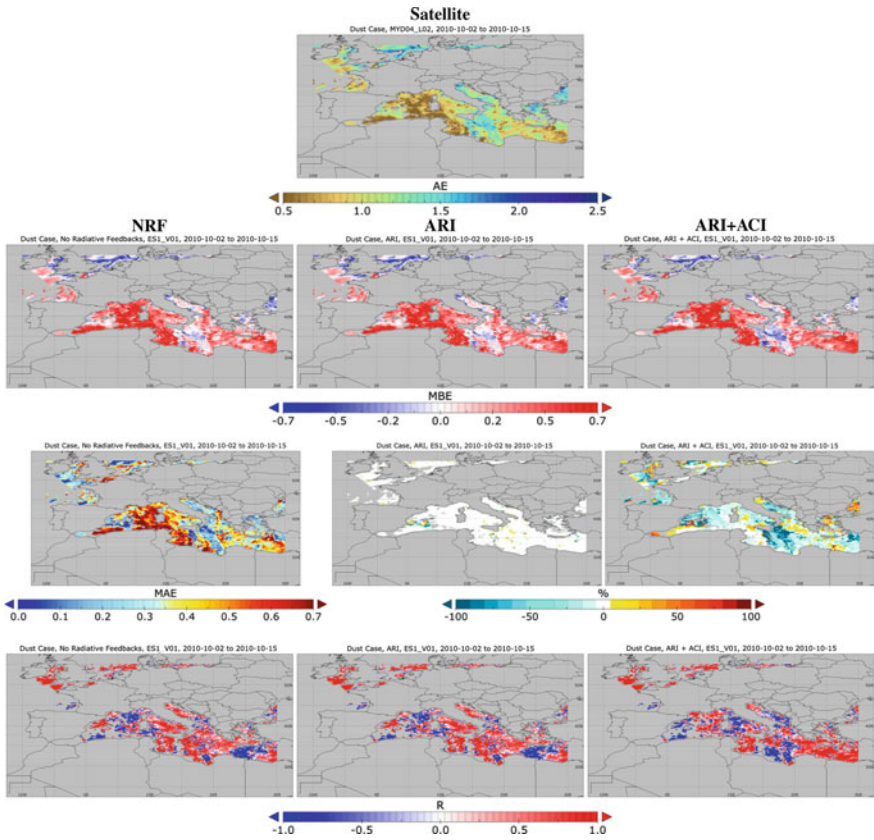 Satellite
Dust Case, MYD04_L02, 2010-10-02 to 2010-10-15
AE
0.5 1.0 1.5 2.0 2.5
NRF ARI ARI+ACI
Dust Case, No Radiative Feedbacks, ES1_V01, 2010-10-02 to 2010-10-15 Dust Case, ARI, ES1_V01, 2010-10-02 to 2010-10-15 Dust Case, ARI + ACI, ES1_V01, 2010-10-02 to 2010-10-15
MBE
-0.7 -0.5 -0.2 0.0 0.2 0.5 0.7
Dust Case, No Radiative Feedbacks, ES1_V01, 2010-10-02 to 2010-10-15 Dust Case, ARI, ES1_V01, 2010-10-02 to 2010-10-15 Dust Case, ARI + ACI, ES1_V01, 2010-10-02 to 2010-10-15
MAE %
0.0 0.1 0.2 0.3 0.4 0.5 0.6 0.7 -100 -50 0 50 100
Dust Case, No Radiative Feedbacks, ES1_V01, 2010-10-02 to 2010-10-15 Dust Case, ARI, ES1_V01, 2010-10-02 to 2010-10-15 Dust Case, ARI + ACI, ES1_V01, 2010-10-02 to 2010-10-15
R
-1.0 -0.5 0.0 0.5 1.0